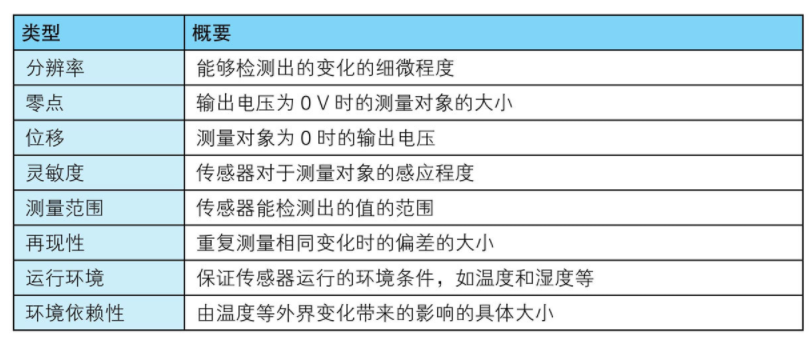 类型 概要
分辨率 能够检测出的变化的细微程度
零点 输出电压为 0 V 时的测量对象的大小
位移 测量对象为 0 时的输出电压
灵敏度 传感器对于测量对象的感应程度
测量范围 传感器能检测出的值的范围
再现性 重复测量相同变化时的偏差的大小
运行环境 保证传感器运行的环境条件，如温度和湿度等
环境依赖性 由温度等外界变化带来的影响的具体大小